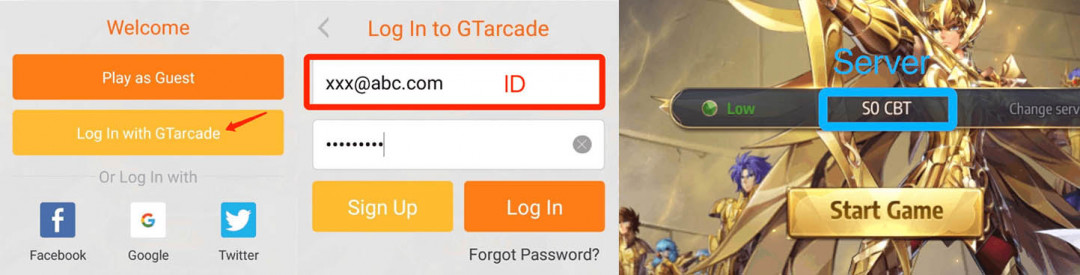 Welcome
Play as Guest
Log In with GTarcade
Or Log In with
f
G
Facebook
Google
Twitter
Log In to GTarcade
xxx@abc.com
ID
•••••••••
Sign Up
Log In
Forgot Password?
Server
Low
S0 CBT
Change serv
Start Game